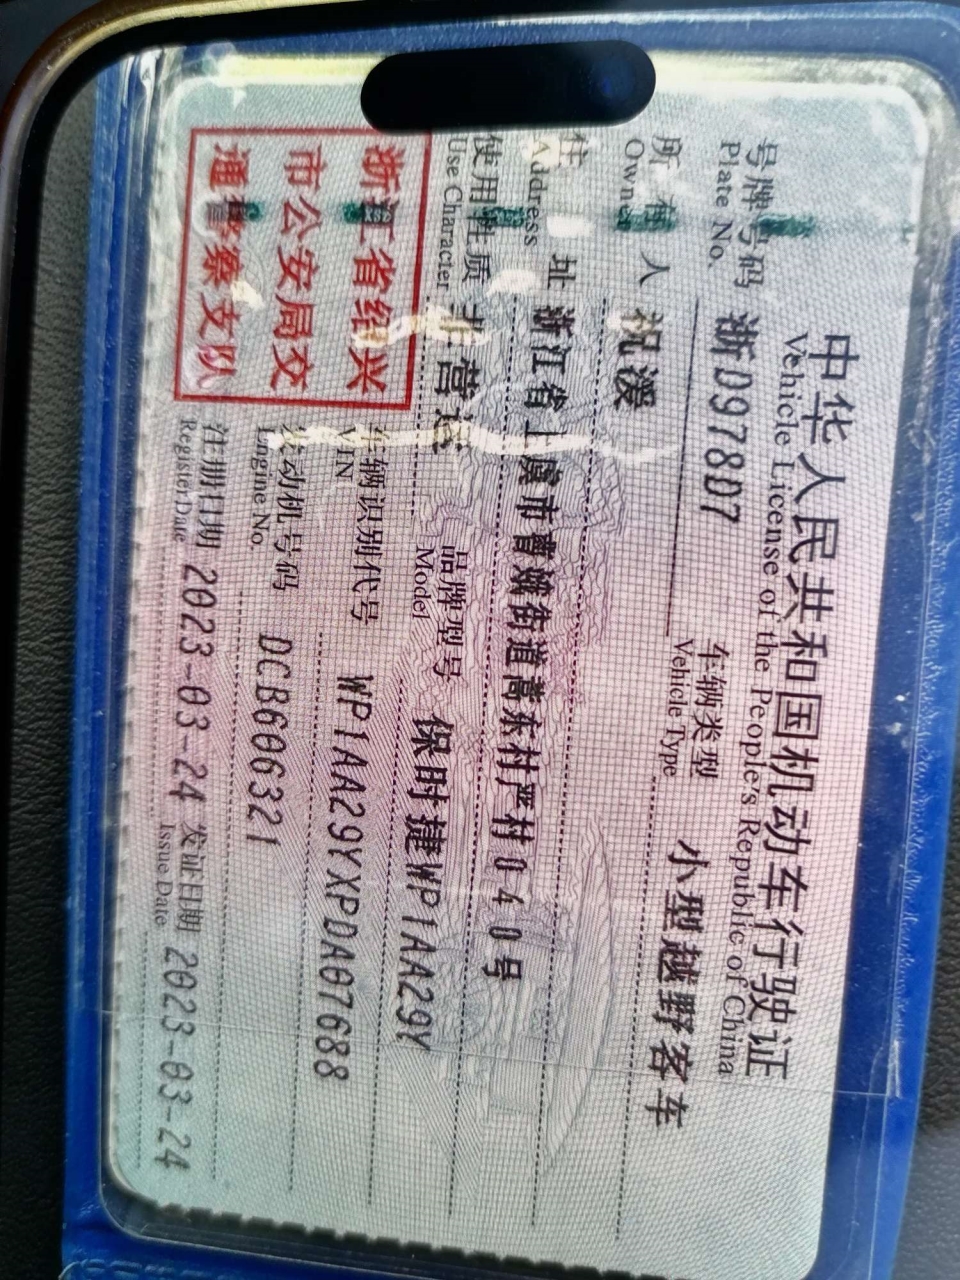 中华人民共和国机动车行驶证
Vehicle License of the People's Republic of China
号牌号码 浙D978D7 车辆类型 小型越野客车
Plate No. Vehicle Type
所有人 祝湲
Owner
住址 浙江省上虞市曹娥街道蒿东村严村040号
Address
使用性质 非营运 品牌型号 保时捷WP1AA29Y
Use Character Model
浙江省绍兴
市公安局交
通警察支队
车辆识别代号 WP1AA29YXPDA07688
VIN
发动机号码 DCB606321
Engine No.
注册日期 2023-03-24 发证日期 2023-03-24
Register Date Issue Date